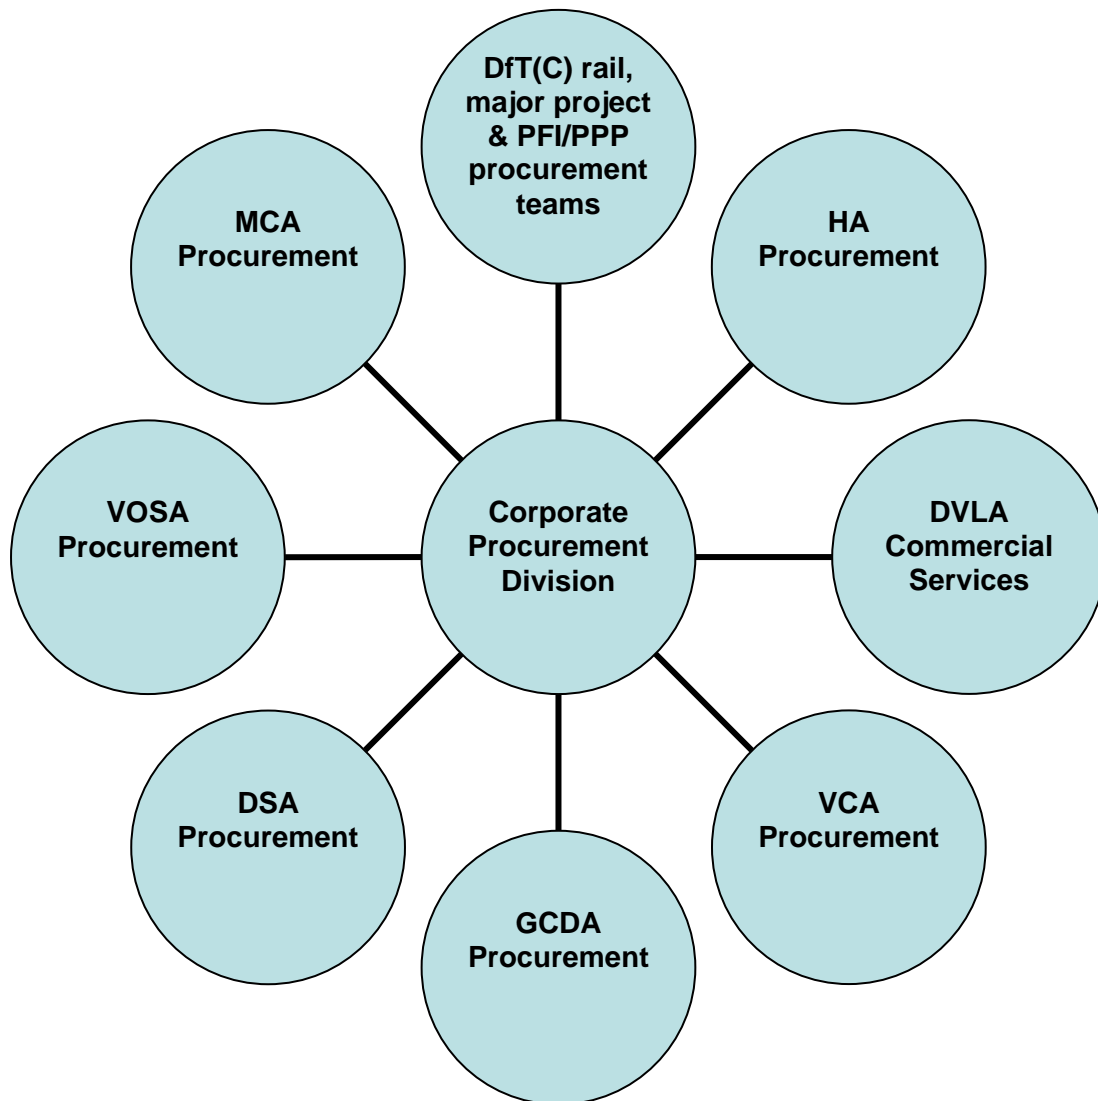 DfT(C) rail,
major project
& PFI/PPP
procurement
teams
MCA
Procurement
HA
Procurement
VOSA
Procurement
Corporate
Procurement
Division
DVLA
Commercial
Services
DSA
Procurement
VCA
Procurement
GCDA
Procurement